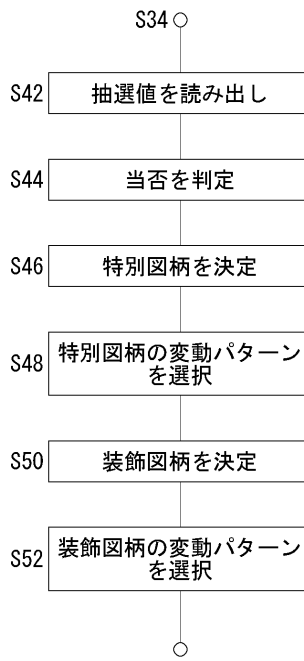 S34
S42 抽選値を読み出し
S44 当否を判定
S46 特別図柄を決定
S48 特別図柄の変動パターン
を選択
S50 装飾図柄を決定
S52 装飾図柄の変動パターン
を選択